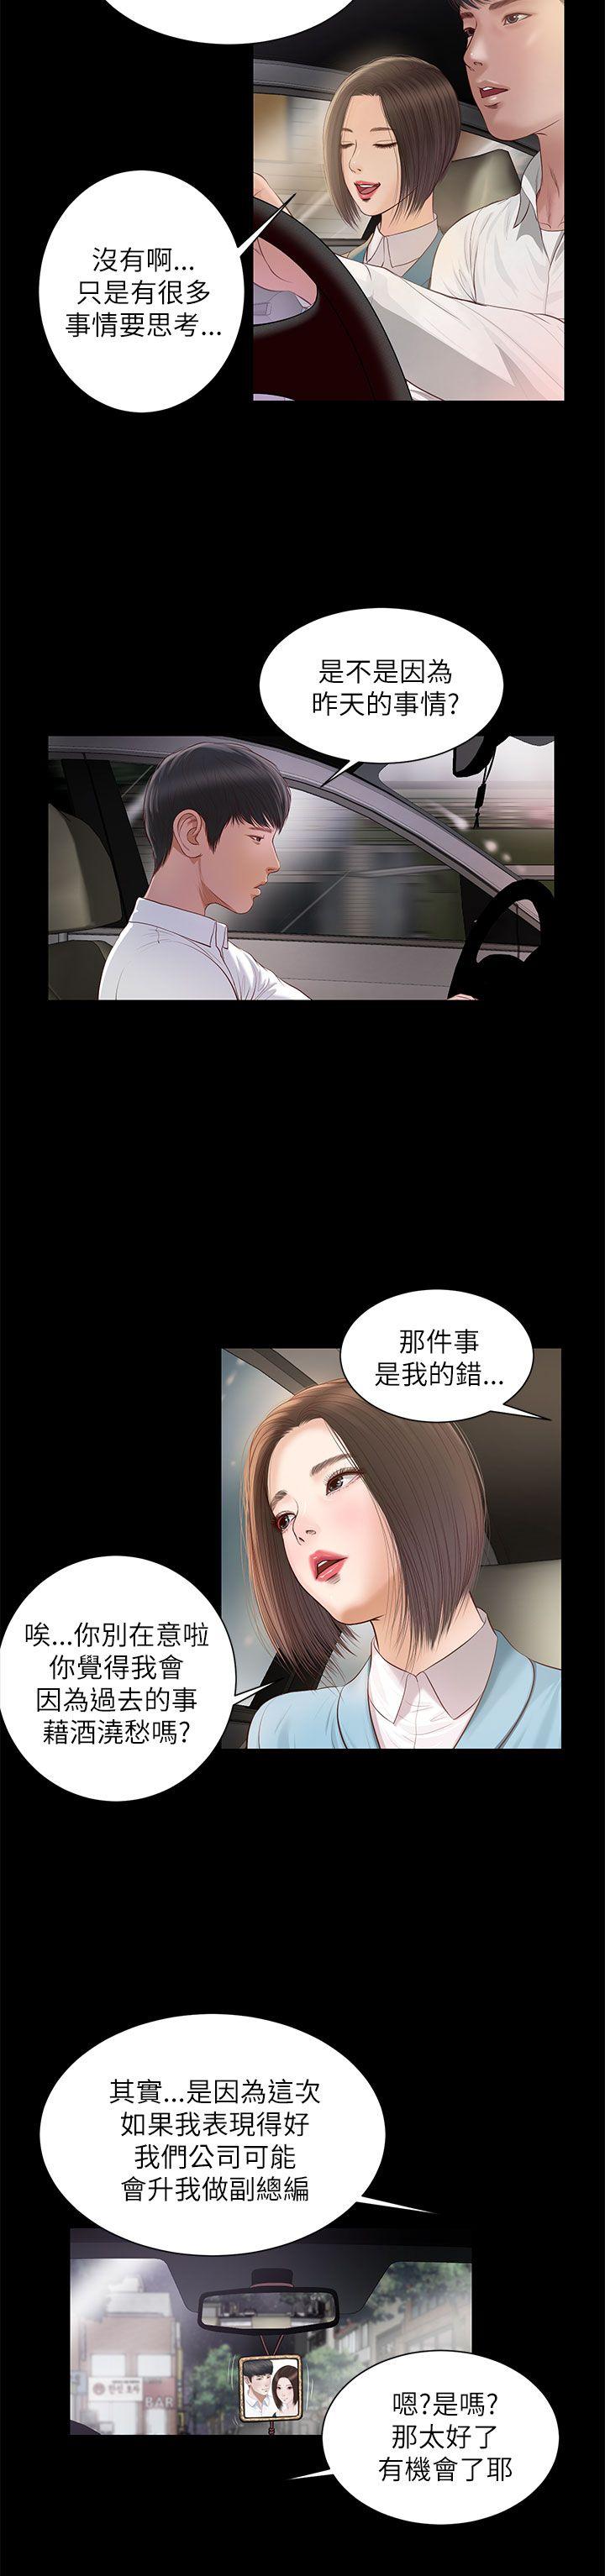 沒有啊...
只是有很多
事情要思考...
是不是因為
昨天的事情?
那件事
是我的錯...
唉...你別在意啦
你覺得我會
因為過去的事
藉酒澆愁嗎?
其實...是因為這次
如果我表現得好
我們公司可能
會升我做副總編
BAR
嗯?是嗎?
那太好了
有機會了耶